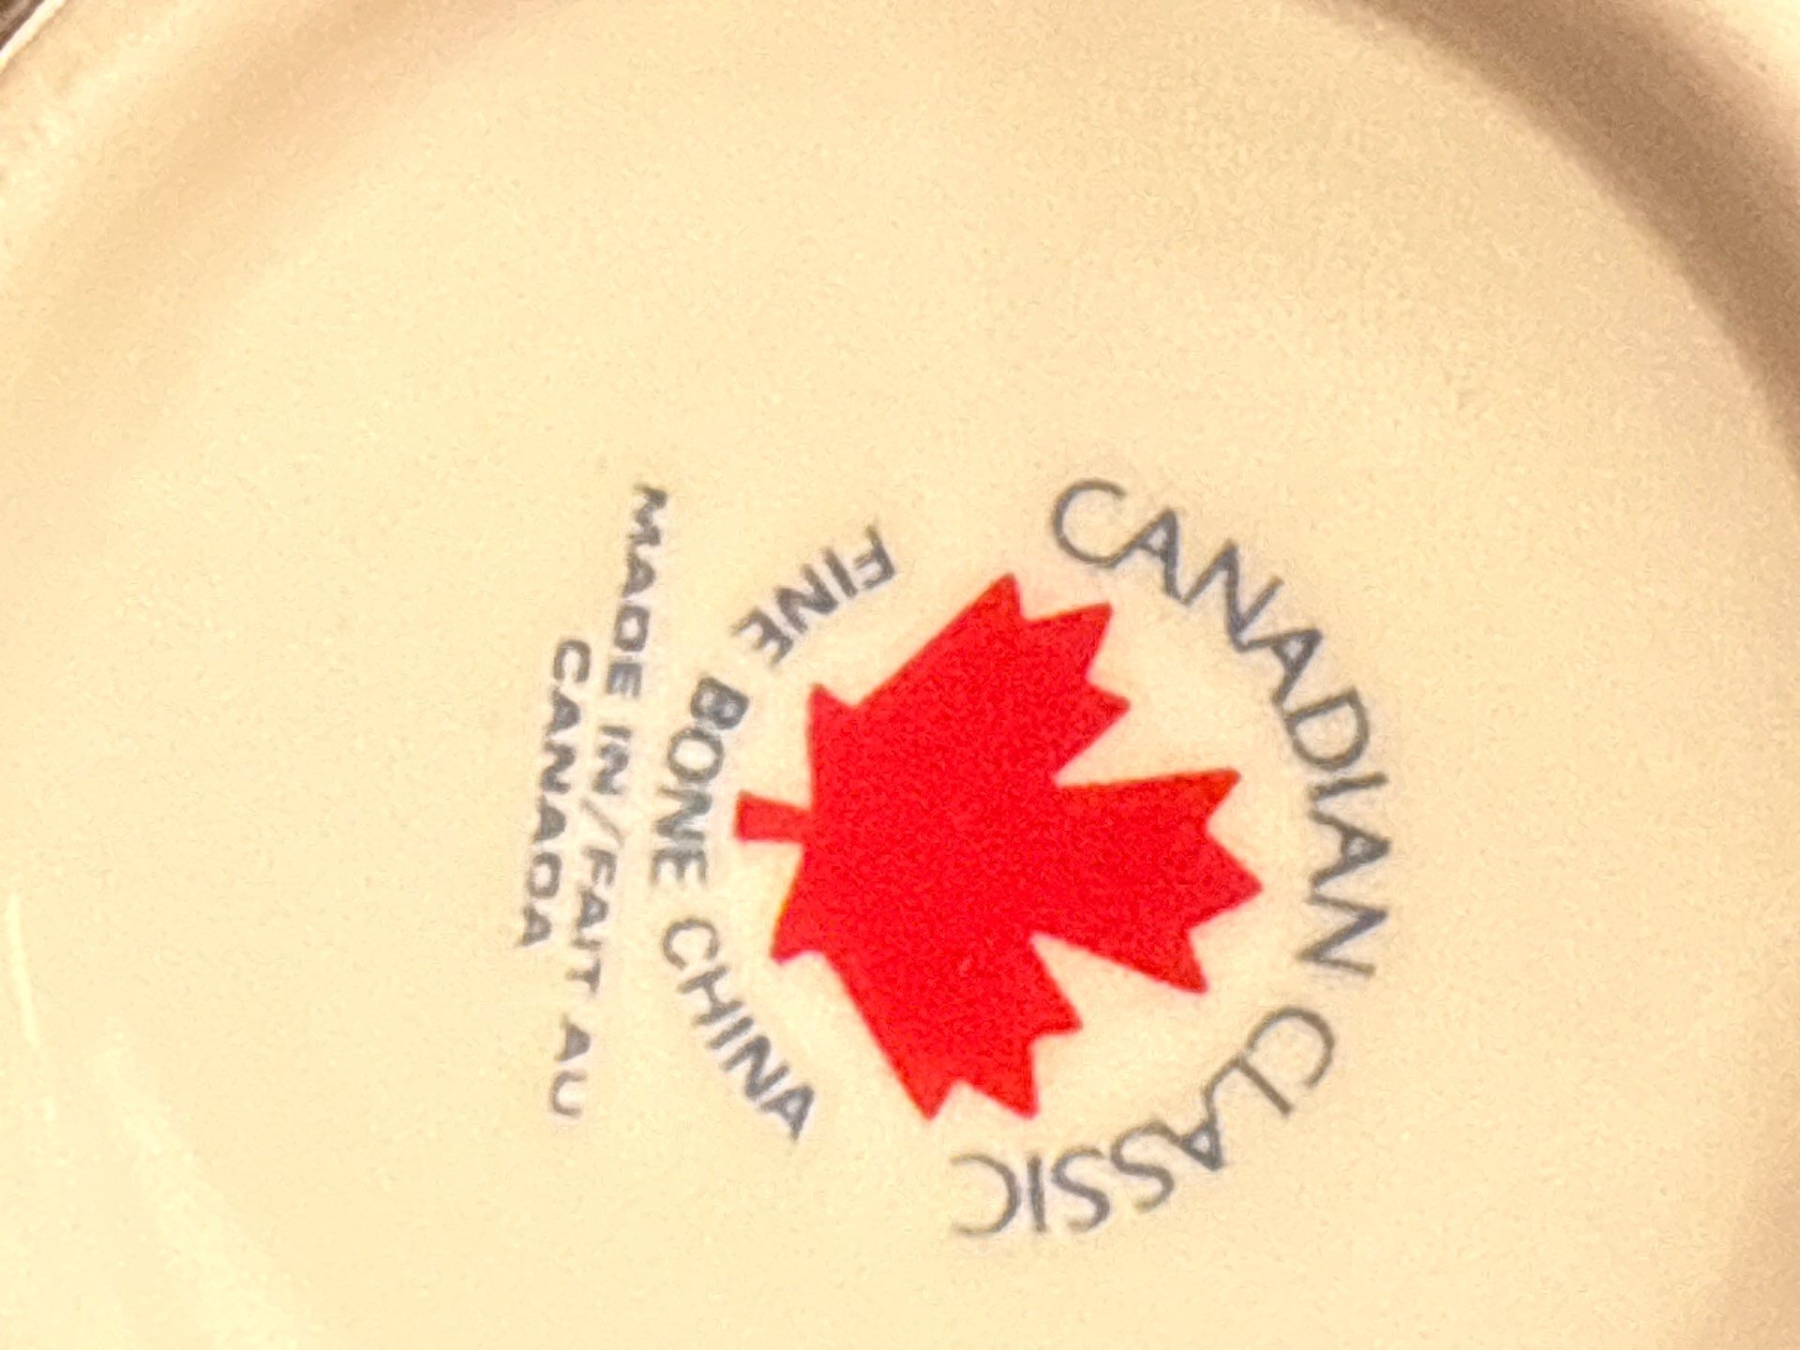 CANADIAN CLASSIC
FINE BONE CHINA
MADE IN/FAIT AU
CANADA